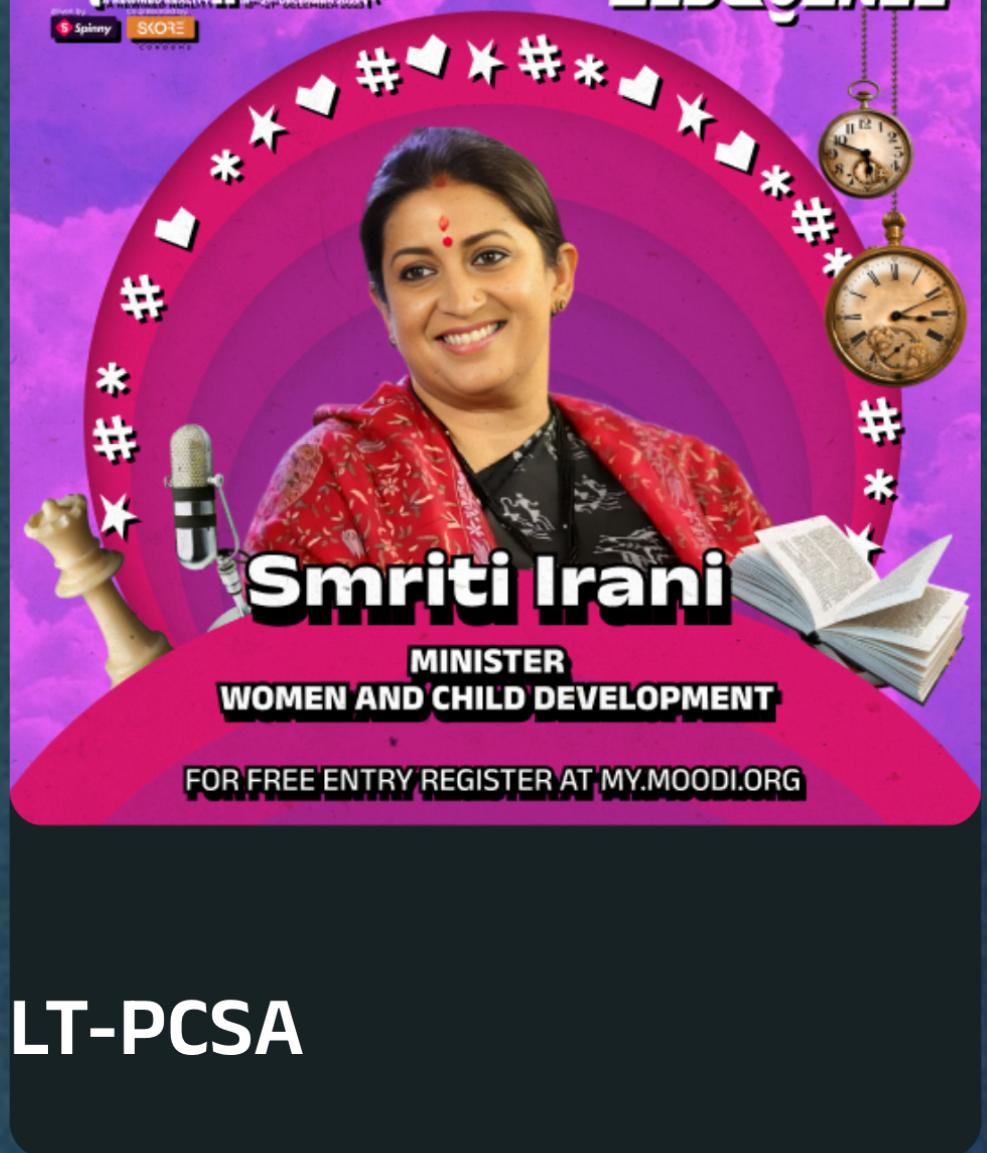 Spinny
SKORE
CONDOMS
Smriti Irani
MINISTER
WOMEN AND CHILD DEVELOPMENT
FOR FREE ENTRY REGISTER AT MY.MOODI.ORG
LT-PCSA